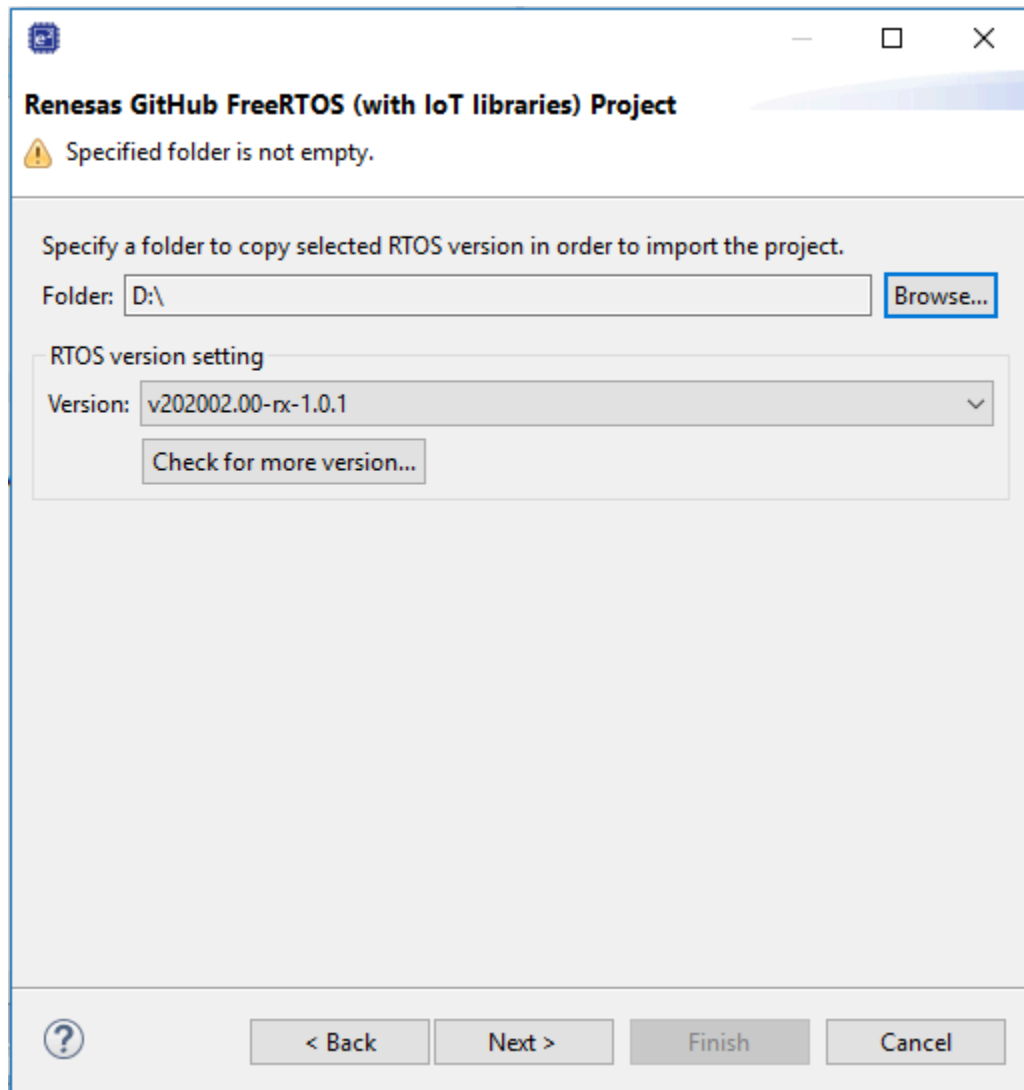 e²
Renesas GitHub FreeRTOS (with IoT libraries) Project
Specified folder is not empty.
Specify a folder to copy selected RTOS version in order to import the project.
Folder: D:\ Browse...
RTOS version setting
Version: v202002.00-rx-1.0.1
Check for more version...
? < Back Next > Finish Cancel